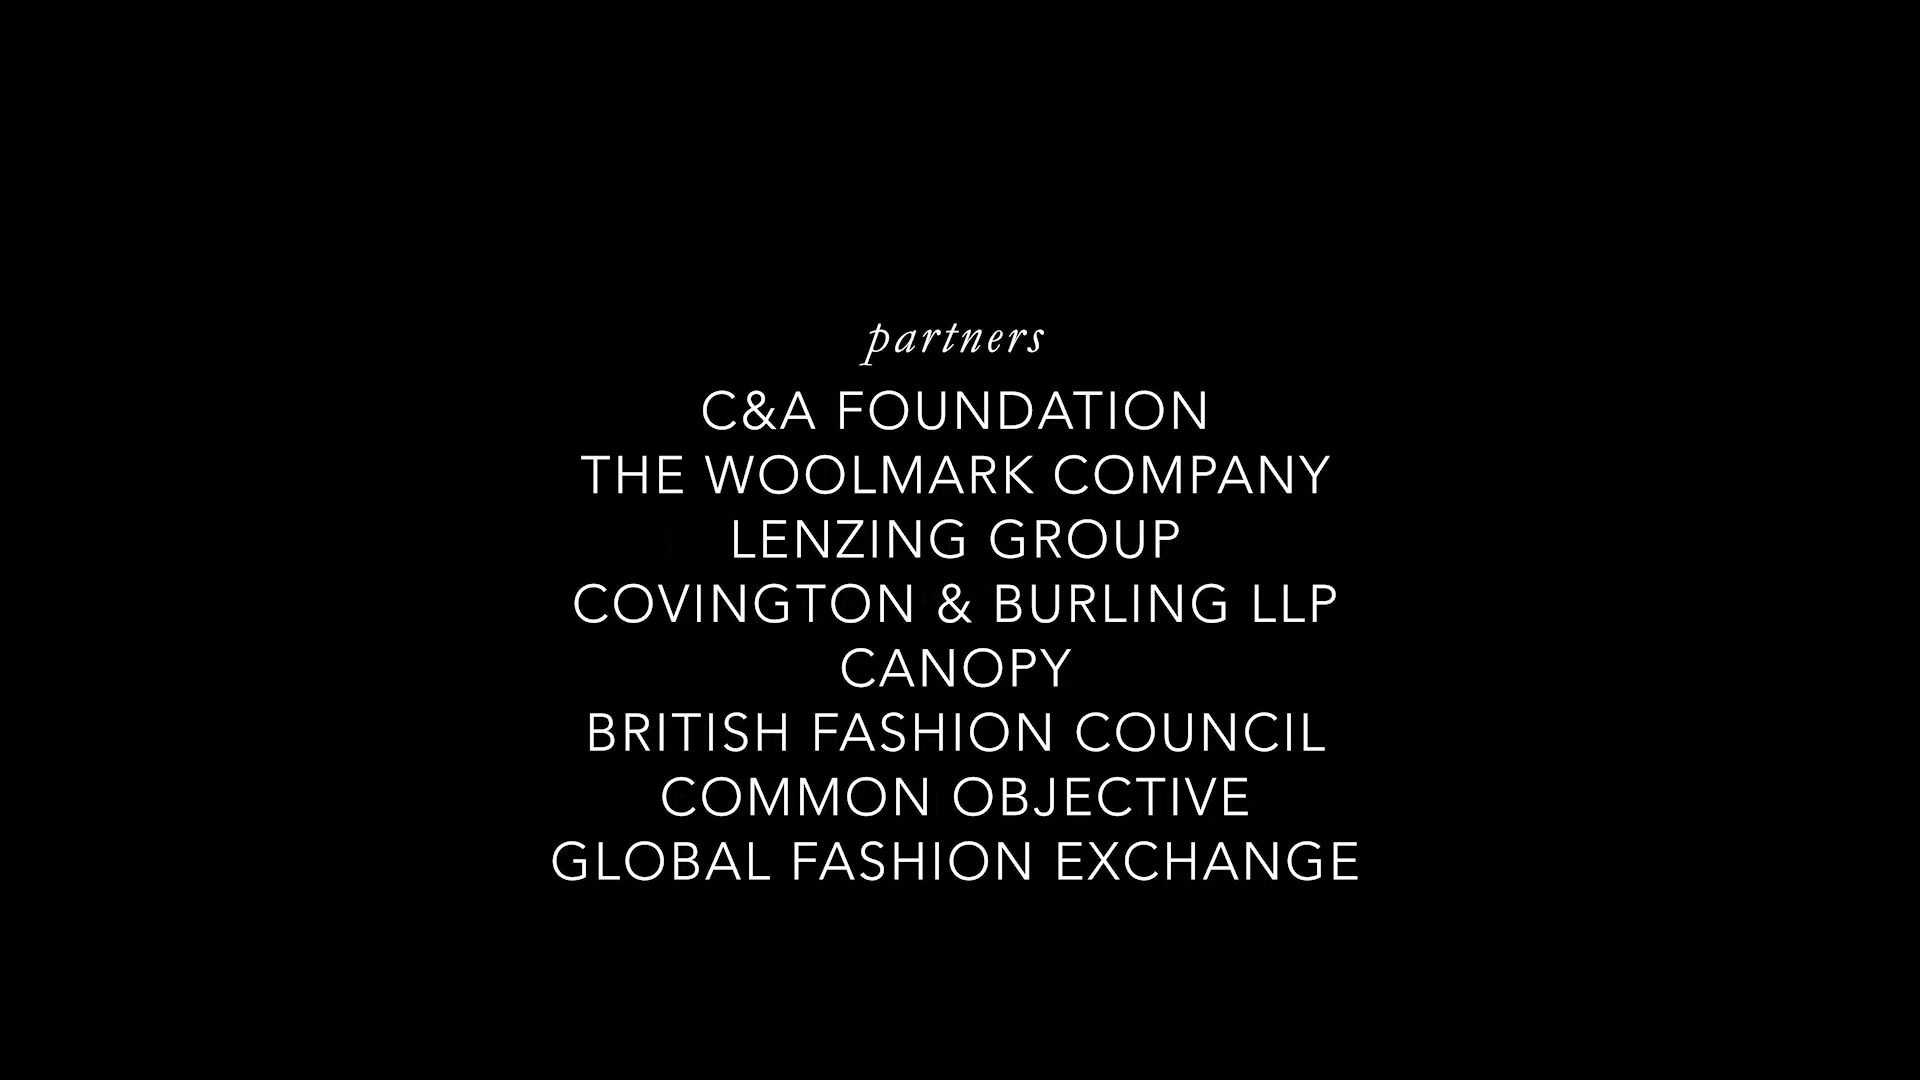 partners
C&A FOUNDATION
THE WOOLMARK COMPANY
LENZING GROUP
COVINGTON & BURLING LLP
CANOPY
BRITISH FASHION COUNCIL
COMMON OBJECTIVE
GLOBAL FASHION EXCHANGE